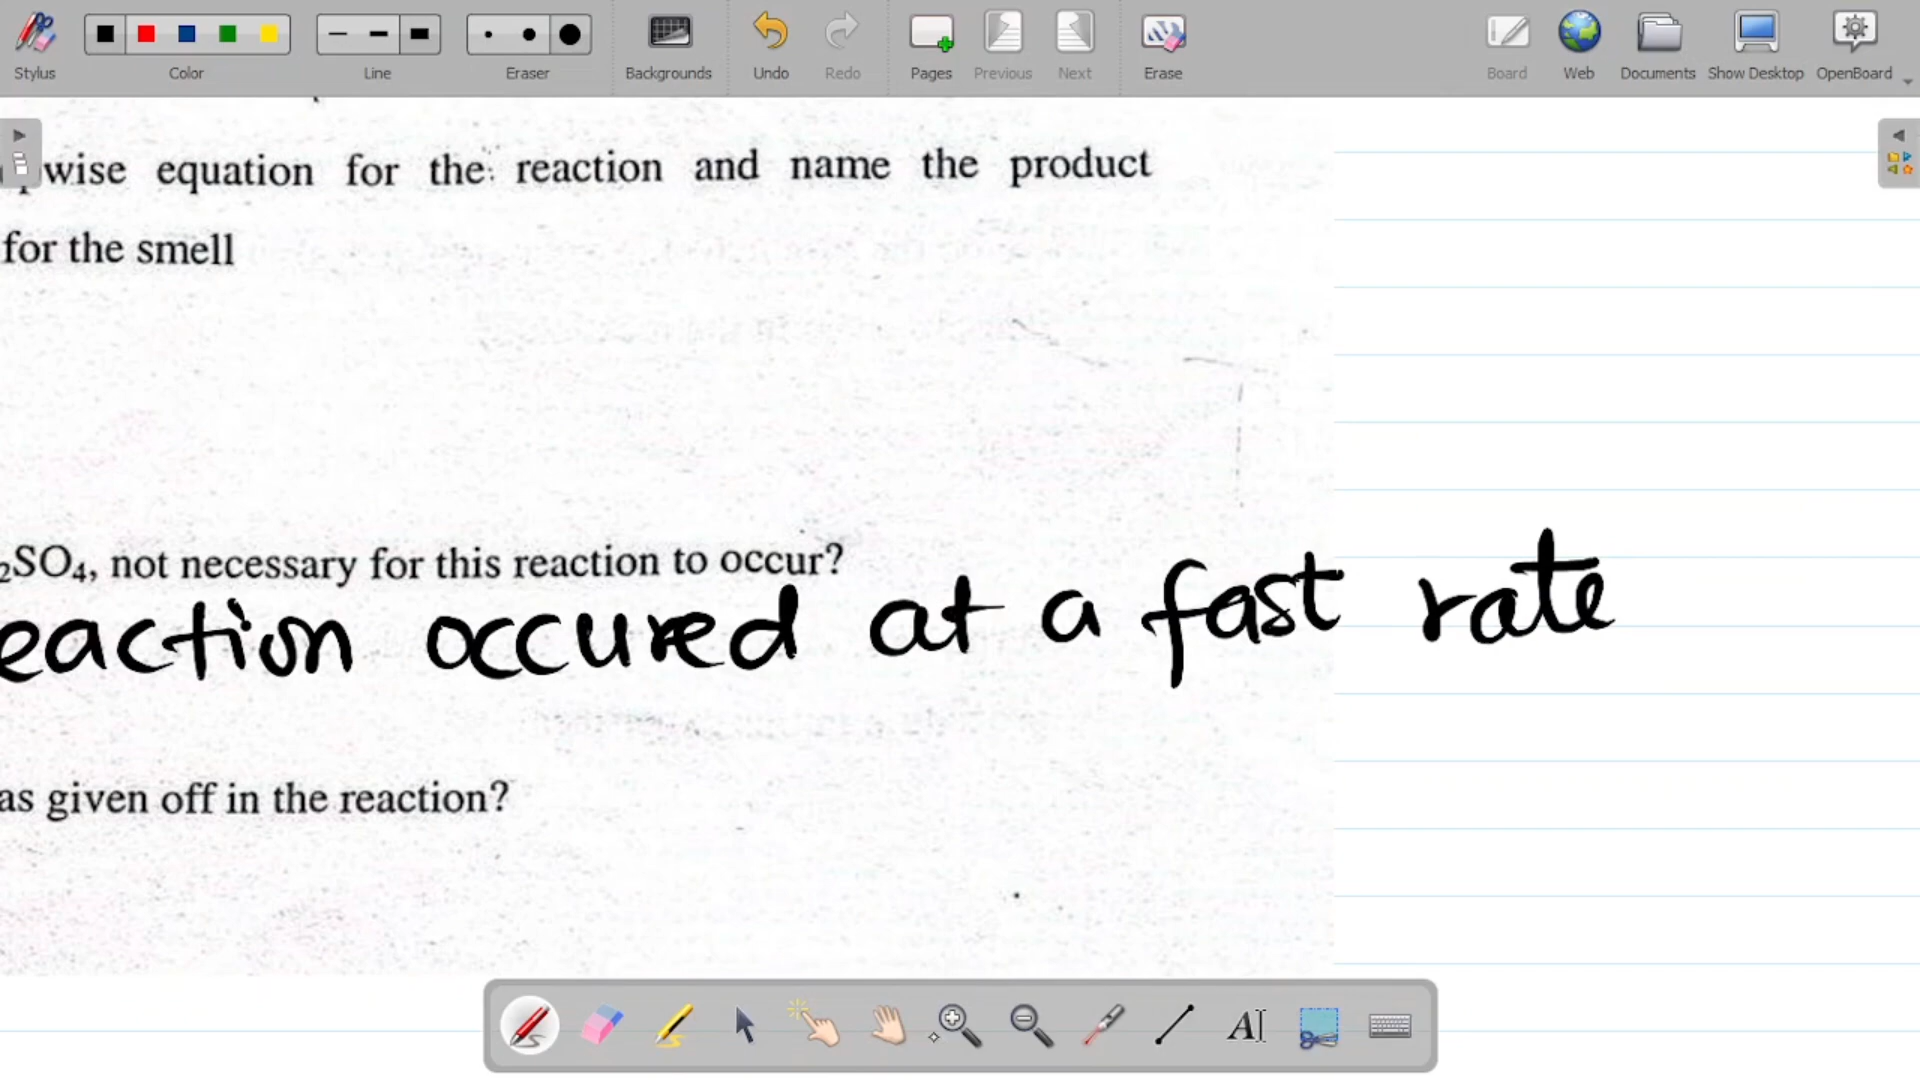 Stylus Color Line Eraser Backgrounds Undo Redo Pages Previous Next Erase Board Web Documents Show Desktop OpenBoard
wise equation for the reaction and name the product
for the smell
₂SO₄, not necessary for this reaction to occur?
eaction occured at a fast rate
as given off in the reaction?